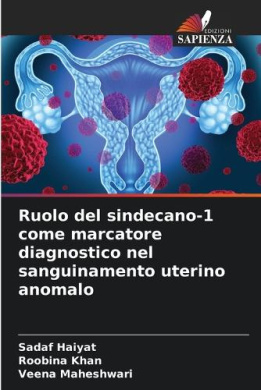 EDIZIONI
SAPIENZA
Ruolo del sindecano-1
come marcatore
diagnostico nel
sanguinamento uterino
anomalo
Sadaf Haiyat
Roobina Khan
Veena Maheshwari